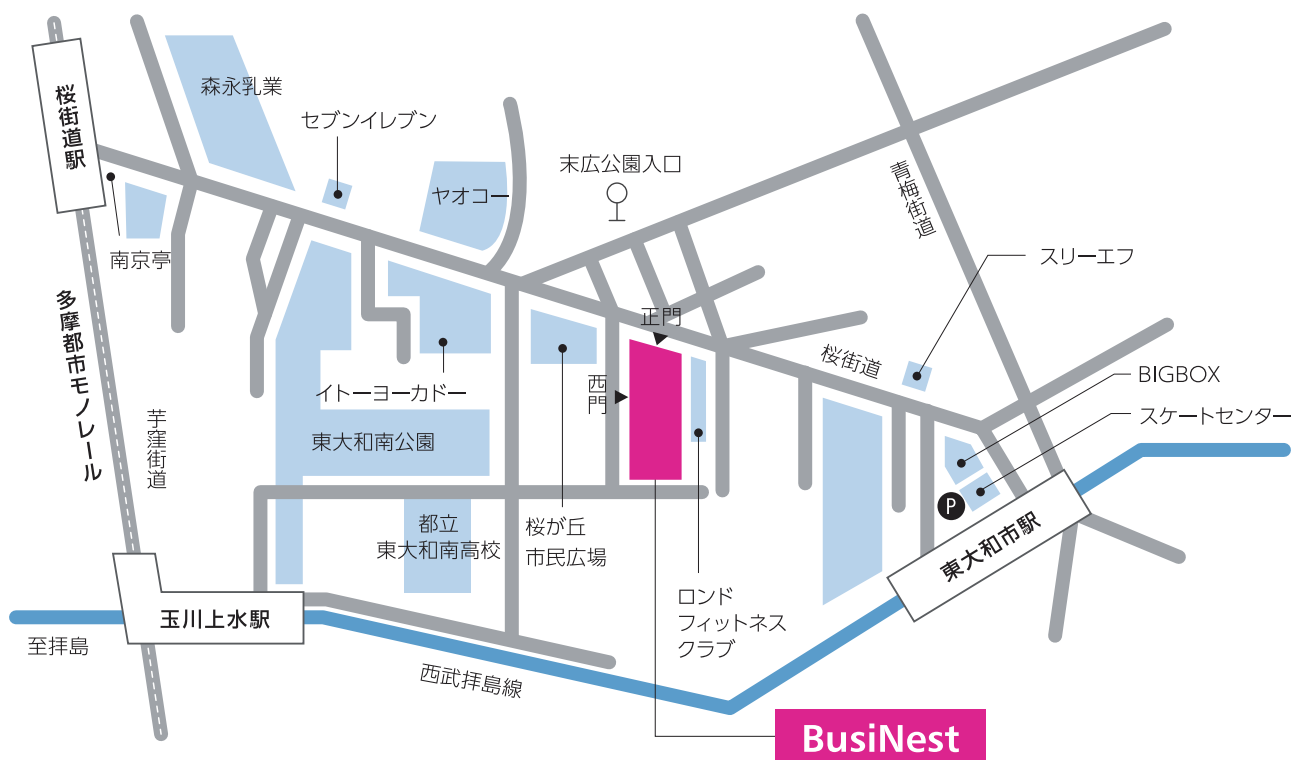 桜街道駅
森永乳業
セブンイレブン
ヤオコー
末広公園入口
青梅街道
南京亭
スリーエフ
多摩都市モノレール
正門
桜街道
BIGBOX
西門
イトーヨーカドー
スケートセンター
芋窪街道
東大和南公園
P
都立
東大和南高校
桜が丘
市民広場
東大和市駅
ロンド
フィットネス
クラブ
玉川上水駅
至拝島
西武拝島線
BusiNest